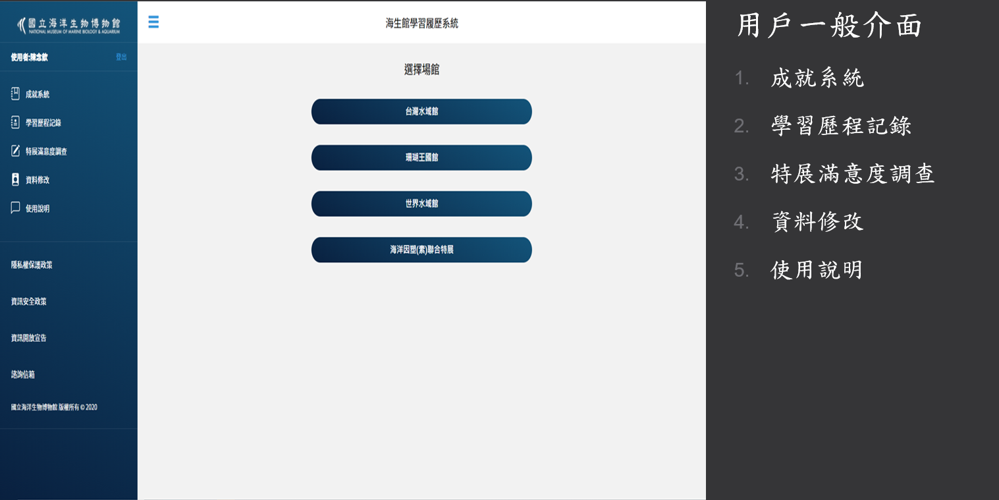 國立海洋生物博物館
NATIONAL MUSEUM OF MARINE BIOLOGY & AQUARIUM
使用者:陳念歆
登出
成就系統
學習歷程記錄
特展滿意度調查
資料修改
使用說明
隱私權保護政策
資訊安全政策
資訊開放宣告
諮詢信箱
國立海洋生物博物館 版權所有 © 2020
海生館學習履歷系統
選擇場館
台灣水域館
珊瑚王國館
世界水域館
海洋因塑(素)聯合特展
用戶一般介面
1. 成就系統
2. 學習歷程記錄
3. 特展滿意度調查
4. 資料修改
5. 使用說明